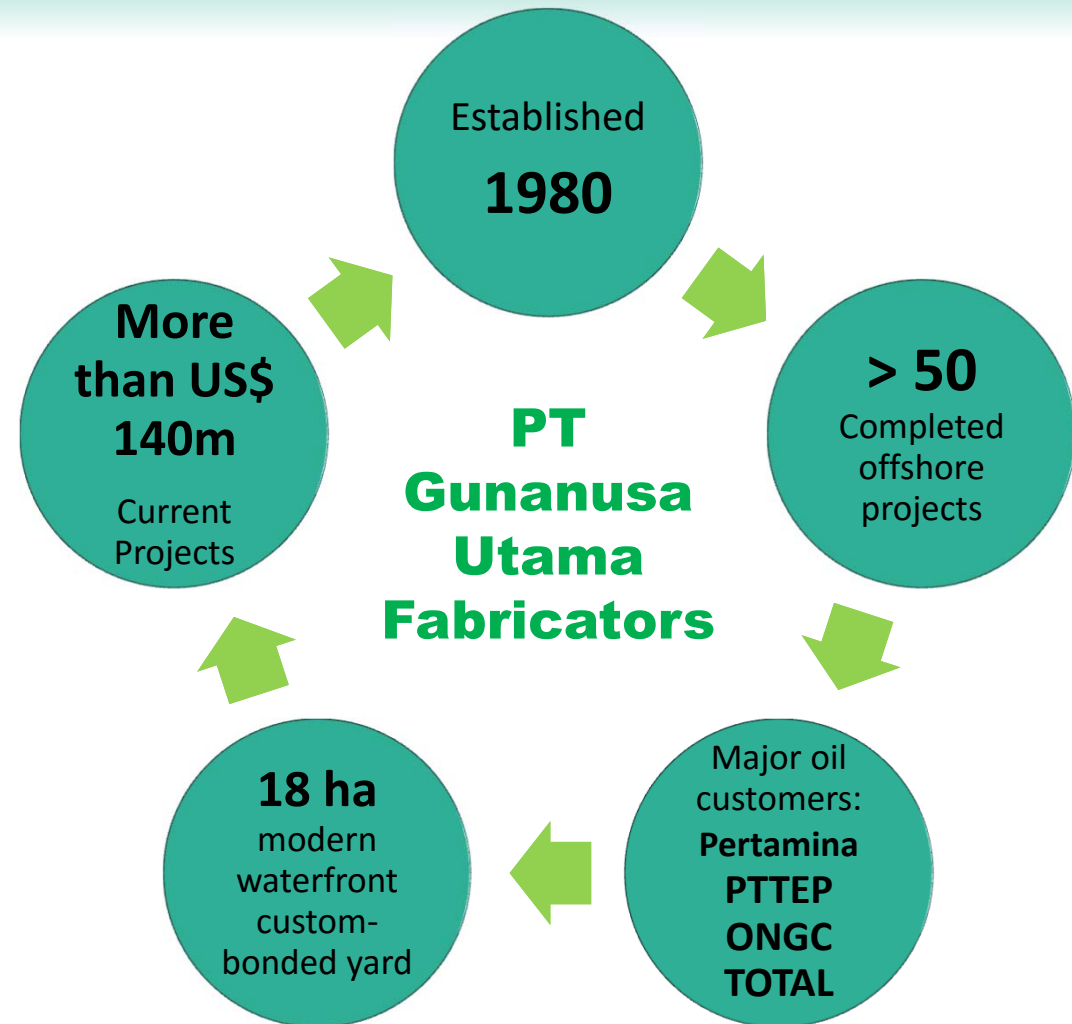 Established
1980
> 50
Completed
offshore
projects
Major oil
customers:
Pertamina
PTTEP
ONGC
TOTAL
18 ha
modern
waterfront
custom-
bonded yard
More
than US$
140m
Current
Projects
PT
Gunanusa
Utama
Fabricators